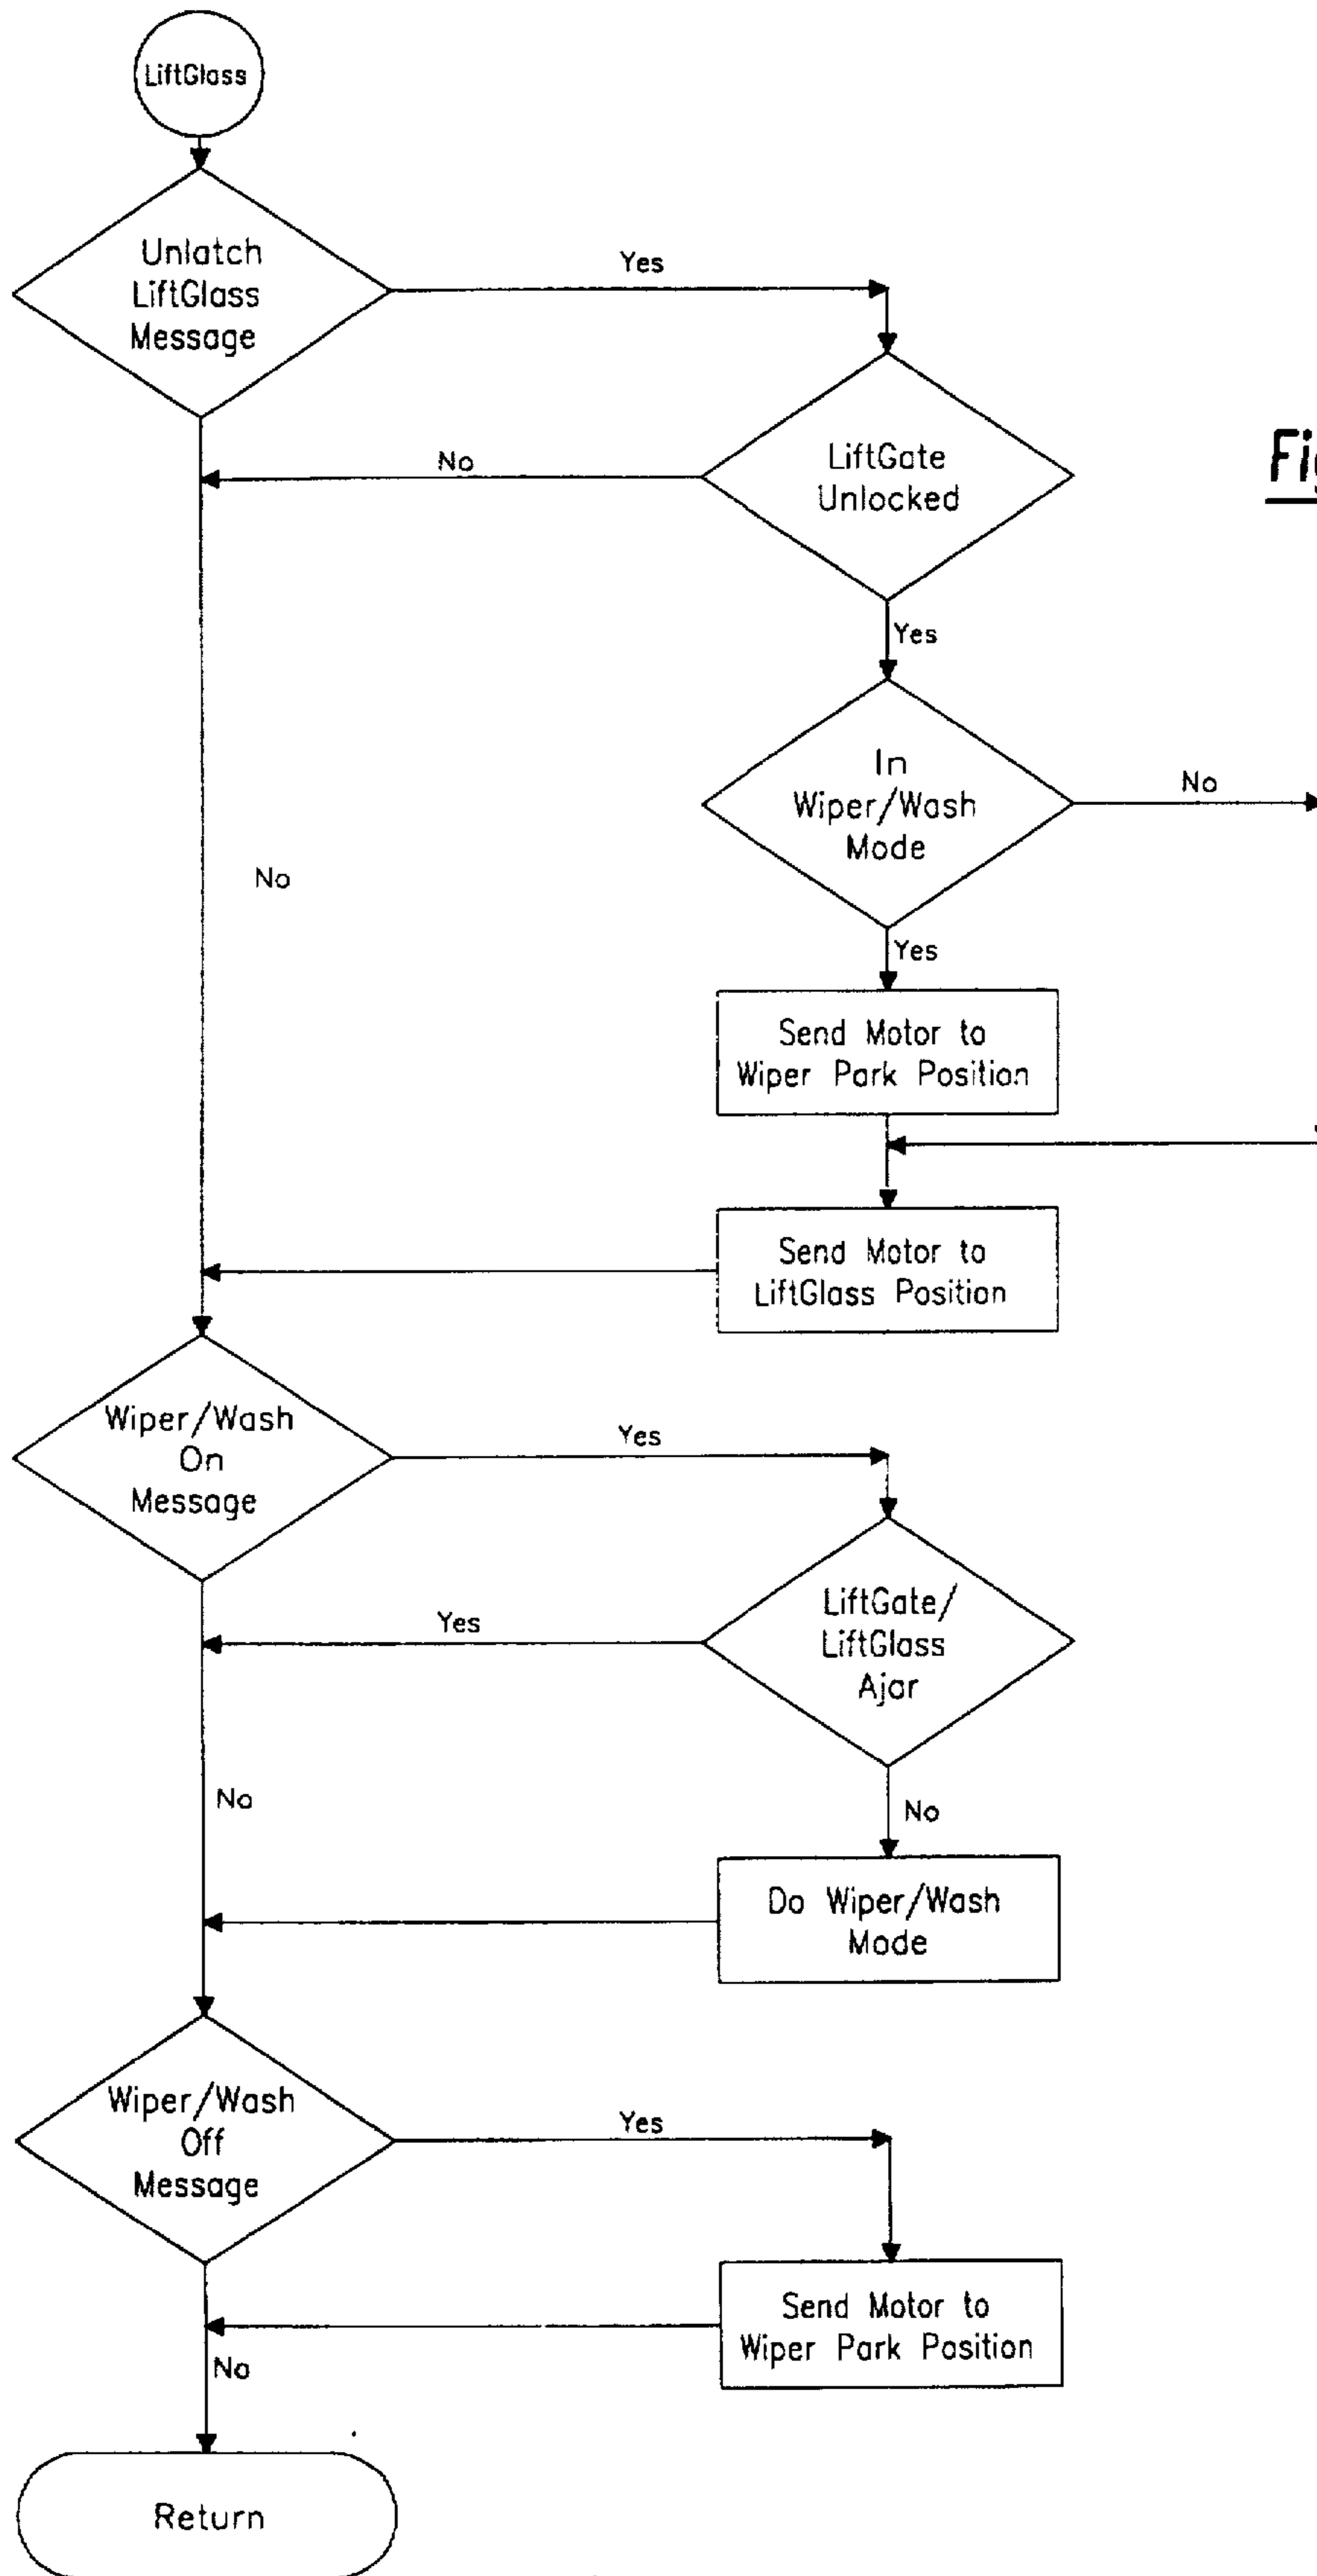 LiftGlass
Unlatch
LiftGlass
Message
Yes
LiftGate
Unlocked
No
Yes
In
Wiper/Wash
Mode
No
No
Yes
Send Motor to
Wiper Park Position
Send Motor to
LiftGlass Position
Wiper/Wash
On
Message
Yes
LiftGate/
LiftGlass
Ajar
Yes
No
No
Do Wiper/Wash
Mode
Wiper/Wash
Off
Message
Yes
Send Motor to
Wiper Park Position
No
Return